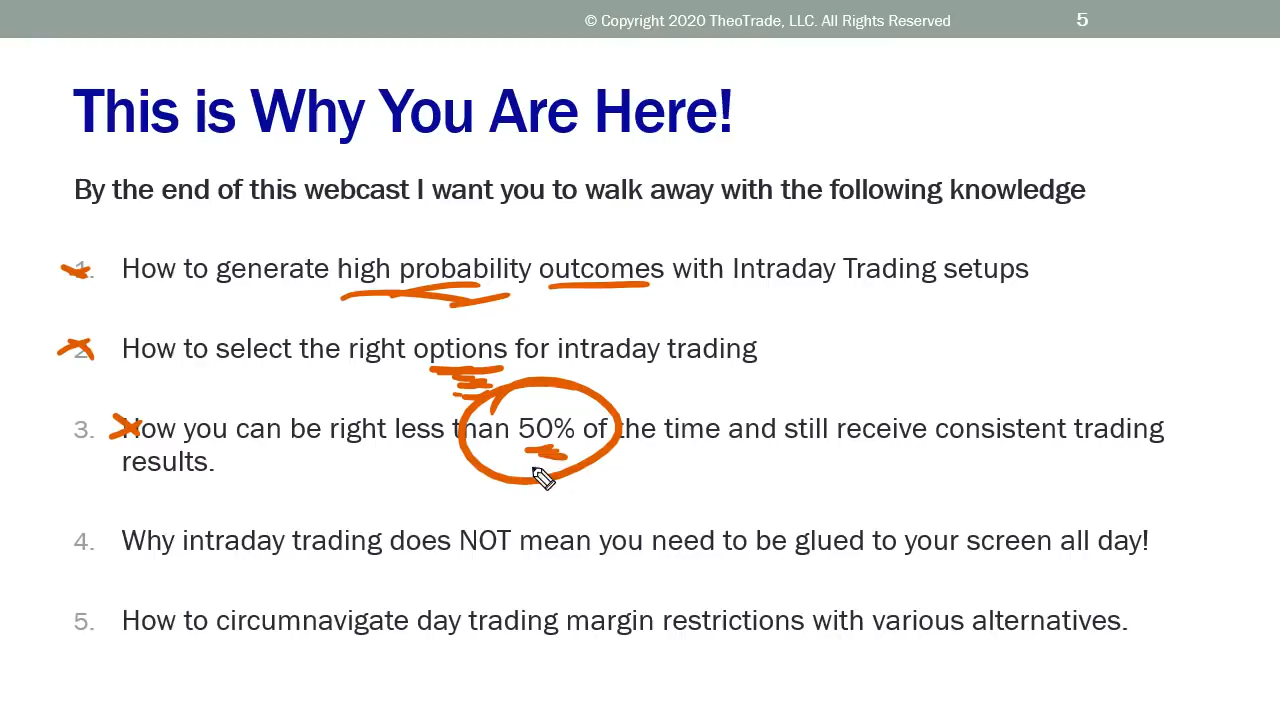 © Copyright 2020 TheoTrade, LLC. All Rights Reserved 5
This is Why You Are Here!
By the end of this webcast I want you to walk away with the following knowledge
1. How to generate high probability outcomes with Intraday Trading setups
2. How to select the right options for intraday trading
3. How you can be right less than 50% of the time and still receive consistent trading
results.
4. Why intraday trading does NOT mean you need to be glued to your screen all day!
5. How to circumnavigate day trading margin restrictions with various alternatives.